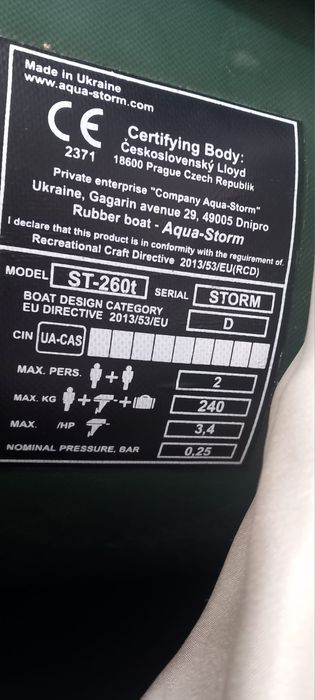 Made in Ukraine
www.aqua-storm.com
CE
2371
Certifying Body:
Československý Lloyd
18600 Prague Czech Republik
Private enterprise "Company Aqua-Storm"
Ukraine, Gagarin avenue 29, 49005 Dnipro
Rubber boat - Aqua-Storm
I declare that this product is in conformity with the requirement of
Recreational Craft Directive 2013/53/EU(RCD)
MODEL ST-260t SERIAL STORM
BOAT DESIGN CATEGORY
EU DIRECTIVE 2013/53/EU D
CIN UA-CAS
MAX. PERS. + 2
MAX. KG + + 240
MAX. /HP 3,4
NOMINAL PRESSURE, BAR 0,25